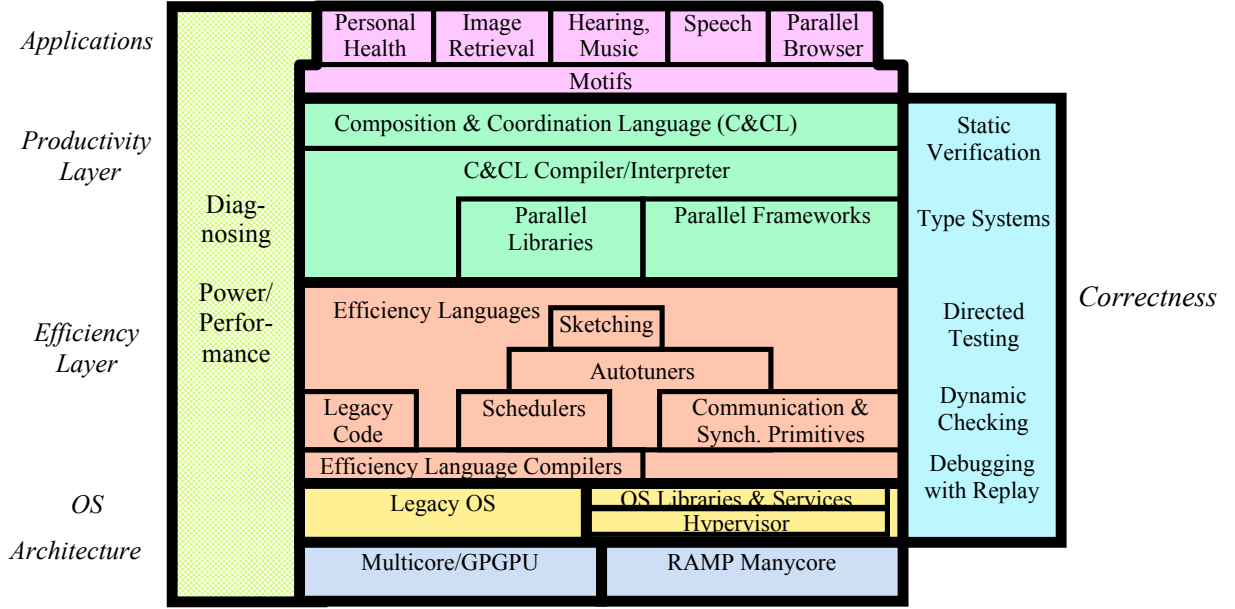 Applications
Personal
Health
Image
Retrieval
Hearing,
Music
Speech
Parallel
Browser
Motifs
Productivity
Layer
Composition & Coordination Language (C&CL)
C&CL Compiler/Interpreter
Parallel
Libraries
Parallel Frameworks
Static
Verification
Type Systems
Diag-
nosing
Power/
Perfor-
mance
Efficiency
Layer
Efficiency Languages
Sketching
Autotuners
Legacy
Code
Schedulers
Communication &
Synch. Primitives
Efficiency Language Compilers
Directed
Testing
Dynamic
Checking
Debugging
with Replay
Correctness
OS
Legacy OS
OS Libraries & Services
Hypervisor
Architecture
Multicore/GPGPU
RAMP Manycore